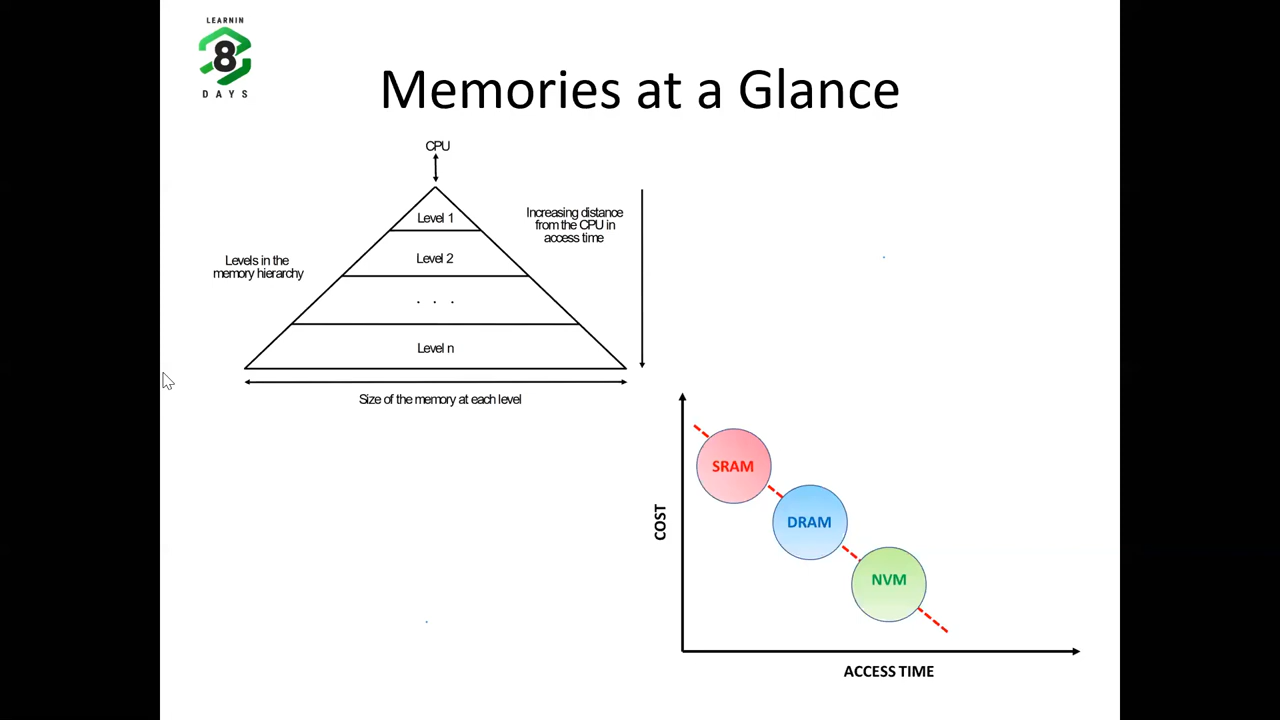 LEARNIN
8
DAYS
Memories at a Glance
CPU
Level 1
Level 2
. . .
Level n
Increasing distance
from the CPU in
access time
Levels in the
memory hierarchy
Size of the memory at each level
COST
SRAM
DRAM
NVM
ACCESS TIME